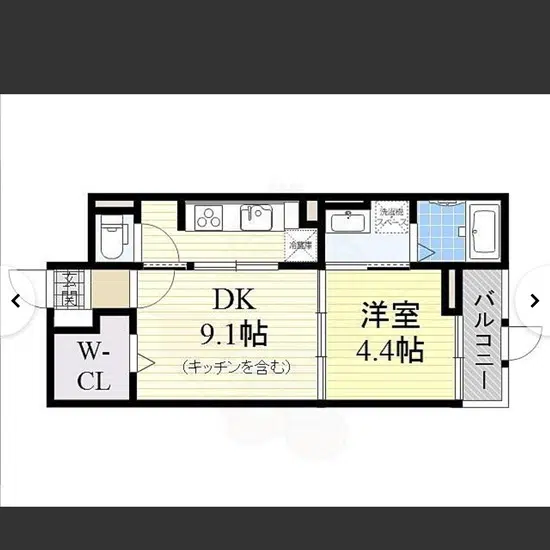 洗濯機
スペース
冷蔵庫
玄関
DK
9.1帖
(キッチンを含む)
洋室
4.4帖
バルコニー
W-
CL